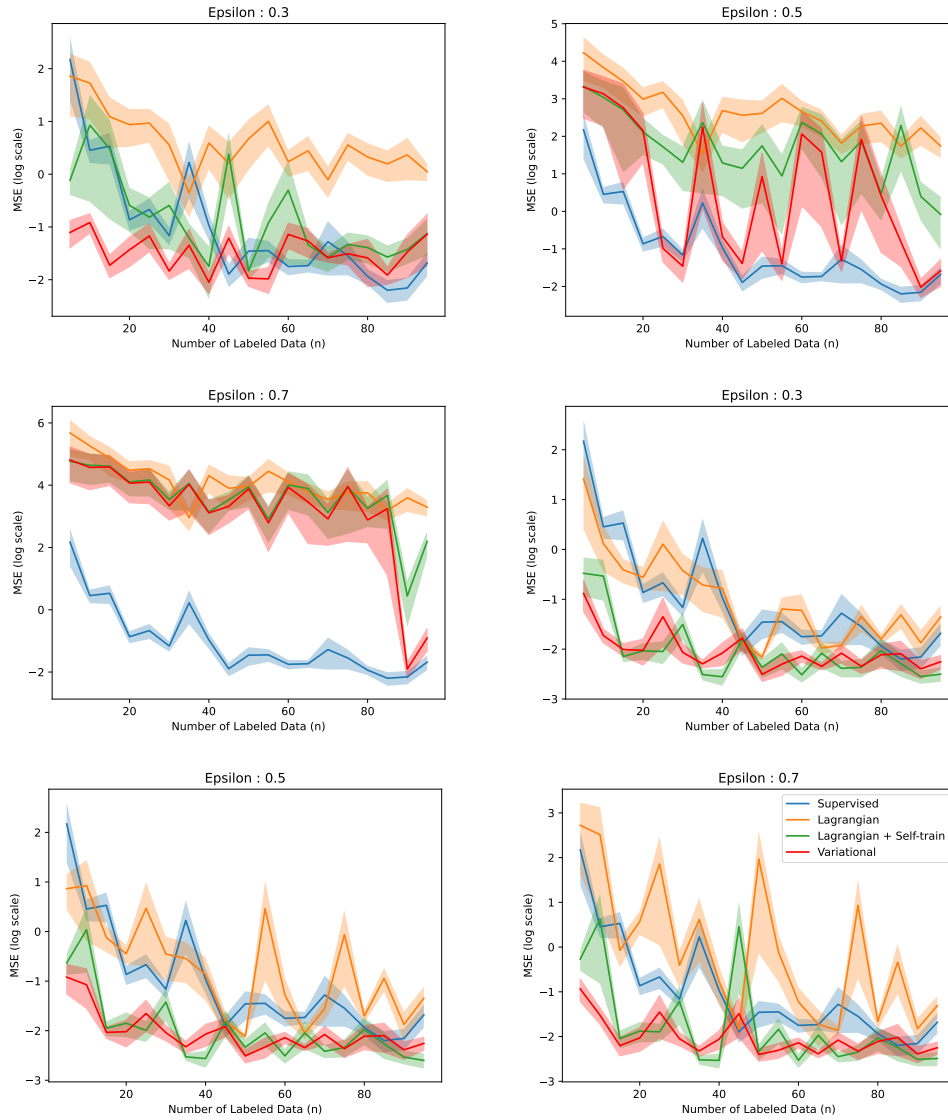 Epsilon : 0.3
MSE (log scale)
2
1
0
−1
−2
20
40
60
80
Number of Labeled Data (n)
Epsilon : 0.5
MSE (log scale)
5
4
3
2
1
0
−1
−2
20
40
60
80
Number of Labeled Data (n)
Epsilon : 0.7
MSE (log scale)
6
4
2
0
−2
20
40
60
80
Number of Labeled Data (n)
Epsilon : 0.3
MSE (log scale)
2
1
0
−1
−2
−3
20
40
60
80
Number of Labeled Data (n)
Epsilon : 0.5
MSE (log scale)
2
1
0
−1
−2
−3
20
40
60
80
Number of Labeled Data (n)
Epsilon : 0.7
Supervised
Lagrangian
Lagrangian + Self-train
Variational
MSE (log scale)
3
2
1
0
−1
−2
−3
20
40
60
80
Number of Labeled Data (n)